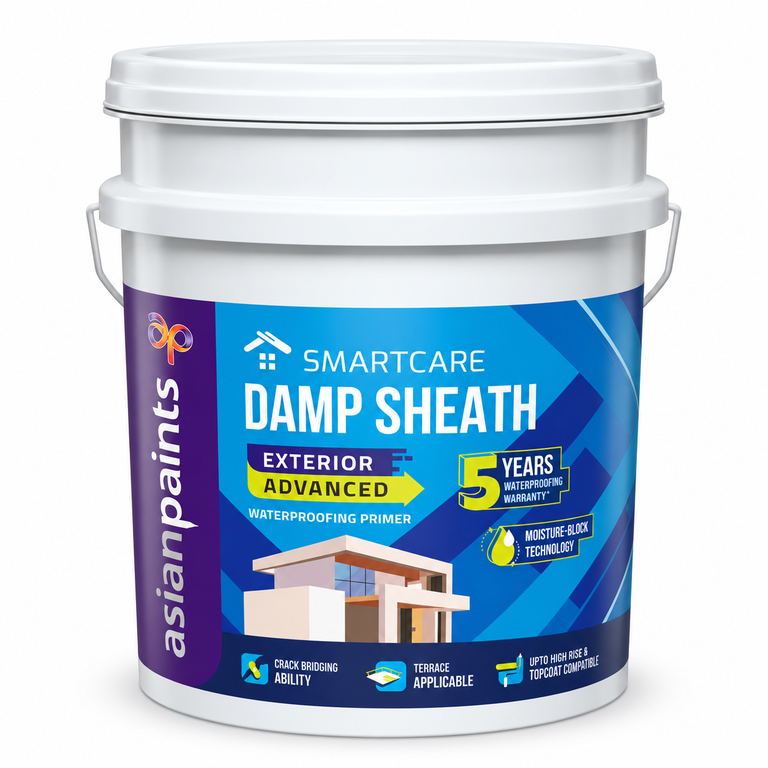 ap
asianpaints
SMARTCARE
DAMP SHEATH
EXTERIOR
ADVANCED
WATERPROOFING PRIMER
5 YEARS
WATERPROOFING
WARRANTY*
MOISTURE-BLOCK
TECHNOLOGY
CRACK BRIDGING
ABILITY
TERRACE
APPLICABLE
UPTO HIGH RISE &
TOPCOAT COMPATIBLE